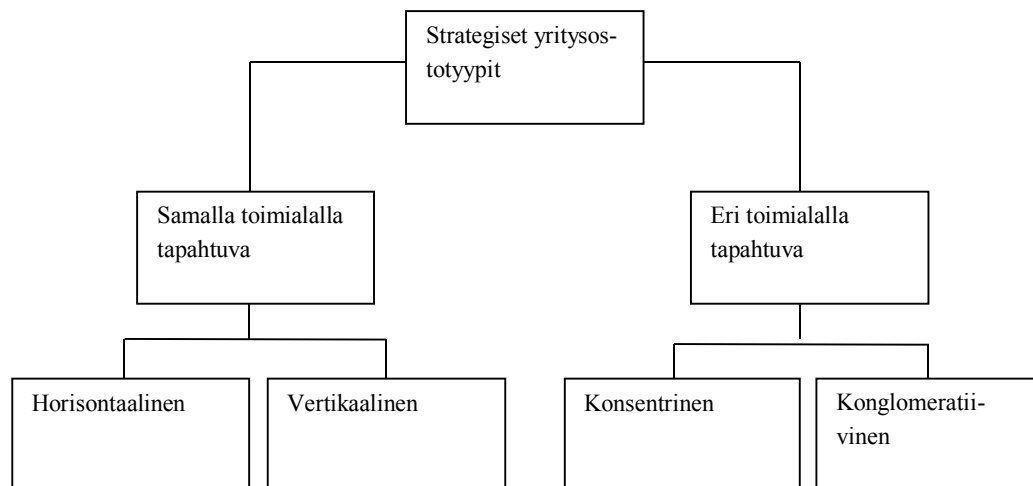 Strategiset yritysos-
totyypit
Samalla toimialalla
tapahtuva
Eri toimialalla
tapahtuva
Horisontaalinen
Vertikaalinen
Konsentrinen
Konglomeratii-
vinen